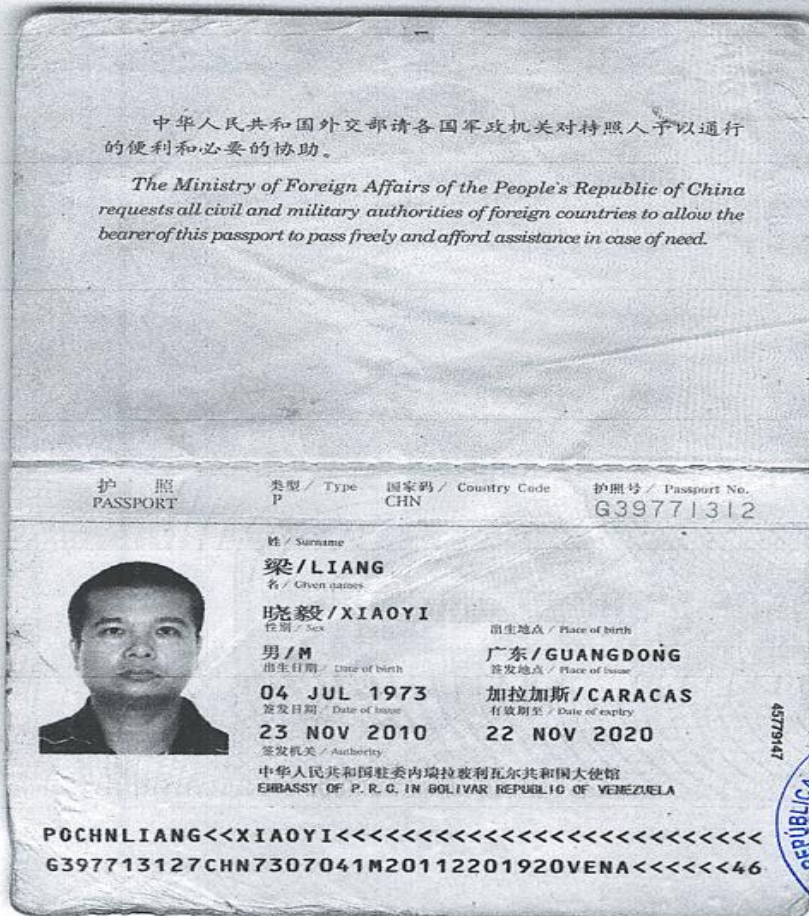 中华人民共和国外交部请各国军政机关对持照人予以通行
的便利和必要的协助。
The Ministry of Foreign Affairs of the People's Republic of China
requests all civil and military authorities of foreign countries to allow the
bearer of this passport to pass freely and afford assistance in case of need.
护 照 类型 / Type 国家码 / Country Code 护照号 / Passport No.
PASSPORT P CHN G39771312
姓 / Surname
梁/LIANG
名 / Given names
晓毅/XIAOYI
性别 / Sex 出生地点 / Place of birth
男/M 广东/GUANGDONG
出生日期 / Date of birth 签发地点 / Place of issue
04 JUL 1973 加拉加斯/CARACAS
签发日期 / Date of issue 有效期至 / Date of expiry
23 NOV 2010 22 NOV 2020
签发机关 / Authority
中华人民共和国驻委内瑞拉玻利瓦尔共和国大使馆
EMBASSY OF P. R. C. IN BOLIVAR REPUBLIC OF VENEZUELA
45779147
REPÚBLICA
POCHNLIANG<<XIAOYI<<<<<<<<<<<<<<<<<<<<<<<<<<
G397713127CHN7307041M20112201920VENA<<<<<<46